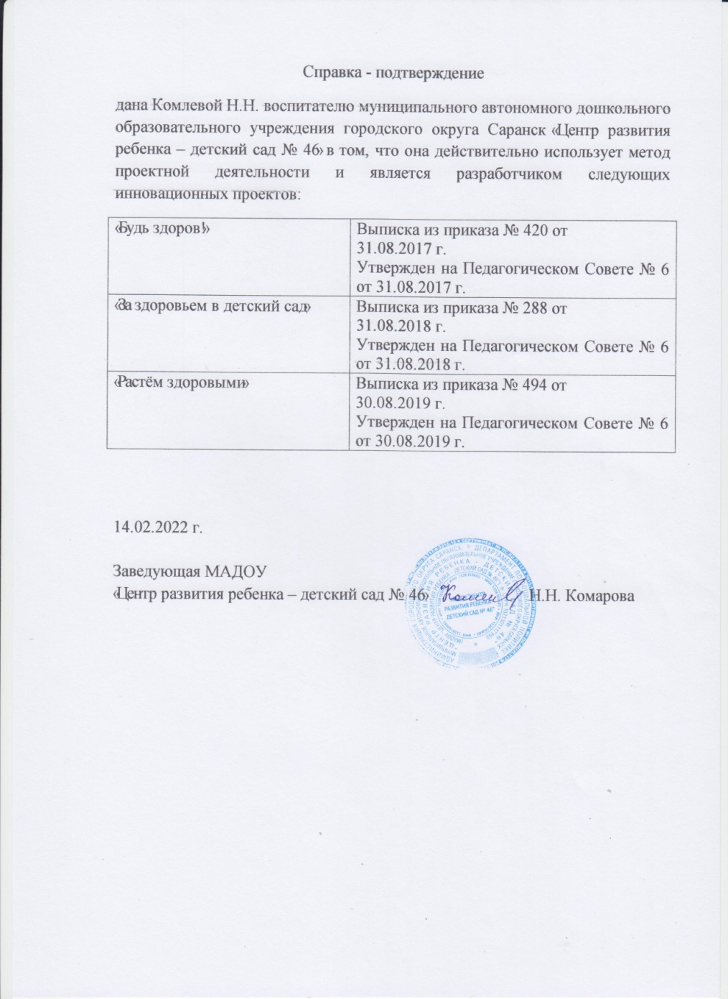 Справка - подтверждение
дана Комлевой Н.Н. воспитателю муниципального автономного дошкольного
образовательного учреждения городского округа Саранск «Центр развития
ребенка – детский сад № 46» в том, что она действительно использует метод
проектной деятельности и является разработчиком следующих
инновационных проектов:
«Будь здоров!»
Выписка из приказа № 420 от
31.08.2017 г.
Утвержден на Педагогическом Совете № 6
от 31.08.2017 г.
«За здоровьем в детский сад»
Выписка из приказа № 288 от
31.08.2018 г.
Утвержден на Педагогическом Совете № 6
от 31.08.2018 г.
«Растём здоровыми»
Выписка из приказа № 494 от
30.08.2019 г.
Утвержден на Педагогическом Совете № 6
от 30.08.2019 г.
14.02.2022 г.
Заведующая МАДОУ
«Центр развития ребенка – детский сад № 46» Н.Н. Комарова
РАЗВИТИЯ РЕБЕНКА
ДЕТСКИЙ САД № 46"